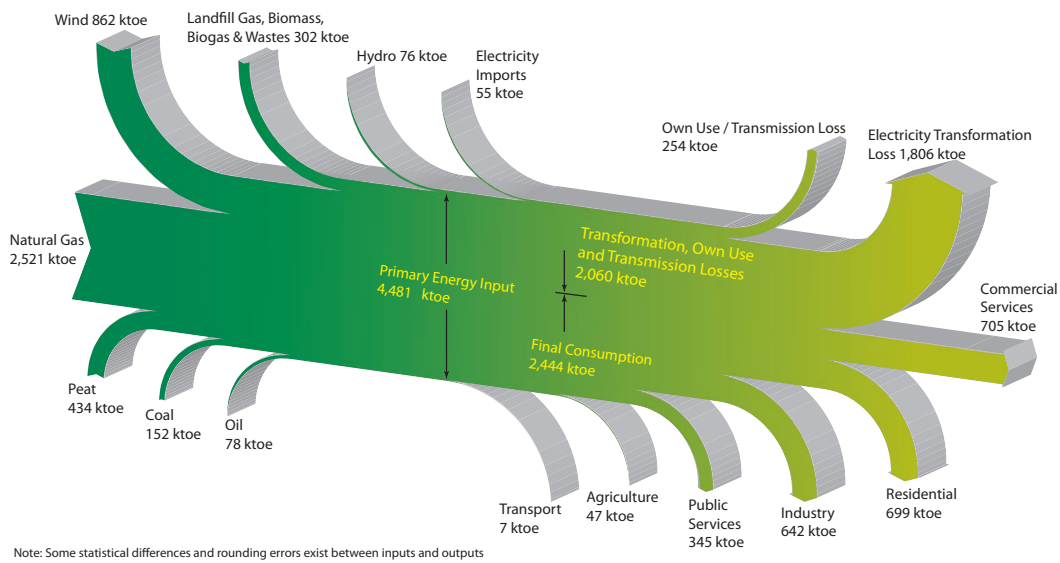 Wind 862 ktoe
Landfill Gas, Biomass,
Biogas & Wastes 302 ktoe
Hydro 76 ktoe
Electricity
Imports
55 ktoe
Own Use / Transmission Loss
254 ktoe
Electricity Transformation
Loss 1,806 ktoe
Natural Gas
2,521 ktoe
Primary Energy Input
4,481 ktoe
Transformation, Own Use
and Transmission Losses
2,060 ktoe
Final Consumption
2,444 ktoe
Commercial
Services
705 ktoe
Peat
434 ktoe
Coal
152 ktoe
Oil
78 ktoe
Transport
7 ktoe
Agriculture
47 ktoe
Public
Services
345 ktoe
Industry
642 ktoe
Residential
699 ktoe
Note: Some statistical differences and rounding errors exist between inputs and outputs